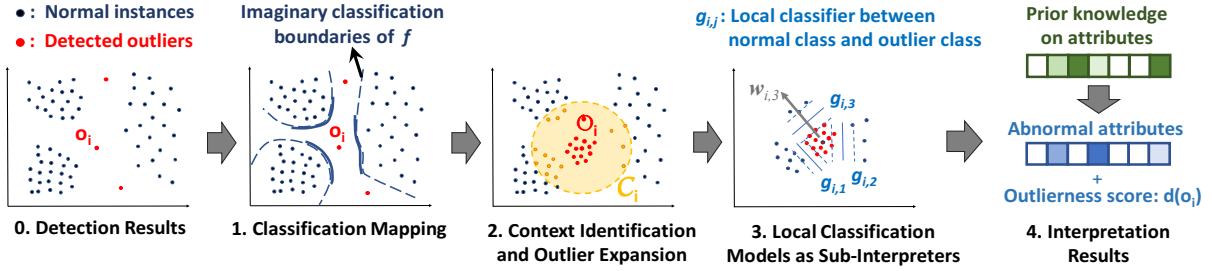 : Normal instances
: Detected outliers
oi
0. Detection Results
Imaginary classification
boundaries of f
oi
1. Classification Mapping
Oi
Ci
2. Context Identification
and Outlier Expansion
gi,j : Local classifier between
normal class and outlier class
wi,3
gi,3
gi,1
gi,2
3. Local Classification
Models as Sub-Interpreters
Prior knowledge
on attributes
Abnormal attributes
+
Outlierness score: d(oi)
4. Interpretation
Results